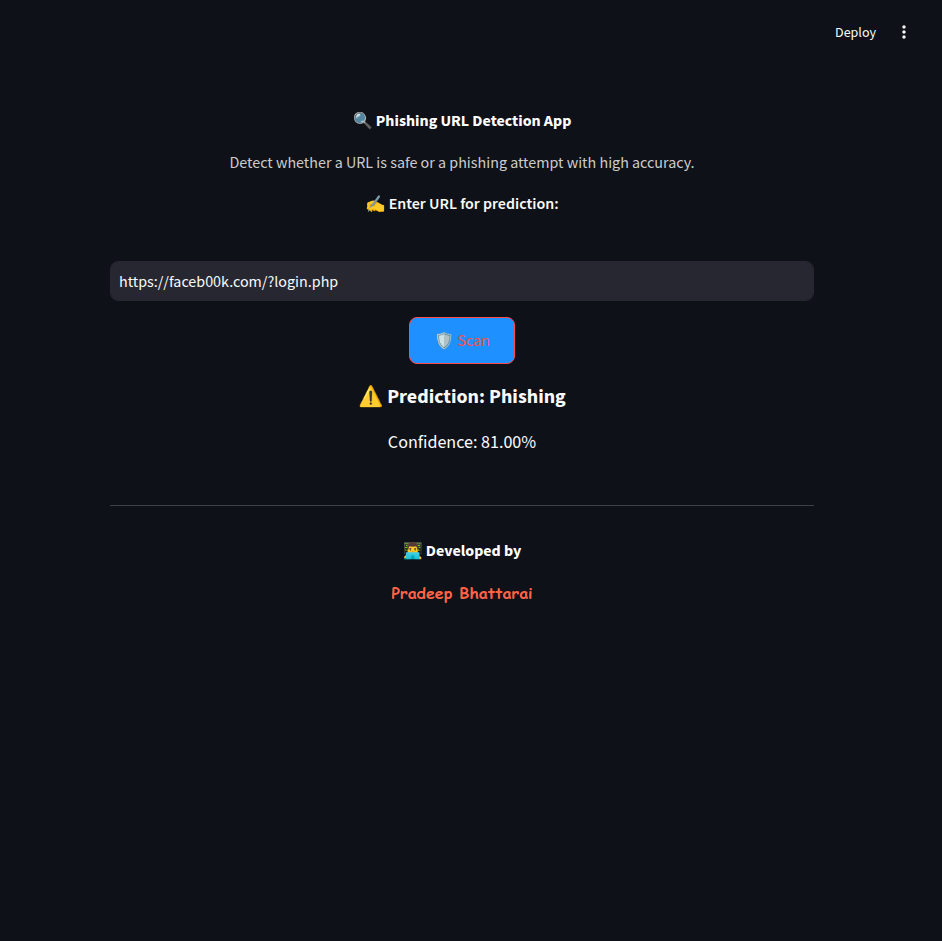 Deploy
🔍 Phishing URL Detection App
Detect whether a URL is safe or a phishing attempt with high accuracy.
✍️ Enter URL for prediction:
https://faceb00k.com/?login.php
🛡️ Scan
⚠️ Prediction: Phishing
Confidence: 81.00%
👨‍💻 Developed by
Pradeep Bhattarai